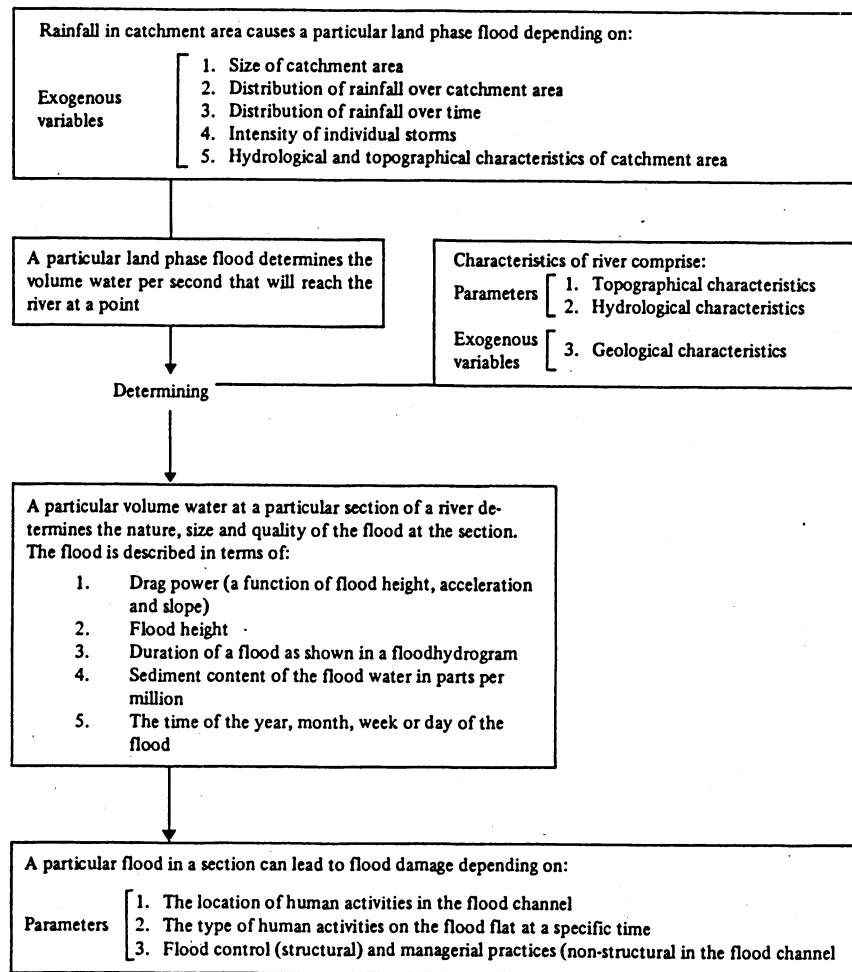 Rainfall in catchment area causes a particular land phase flood depending on:
Exogenous
variables
1. Size of catchment area
2. Distribution of rainfall over catchment area
3. Distribution of rainfall over time
4. Intensity of individual storms
5. Hydrological and topographical characteristics of catchment area
A particular land phase flood determines the
volume water per second that will reach the
river at a point
Characteristics of river comprise:
Parameters
1. Topographical characteristics
2. Hydrological characteristics
Exogenous
variables
3. Geological characteristics
Determining
A particular volume water at a particular section of a river de-
termines the nature, size and quality of the flood at the section.
The flood is described in terms of:
1. Drag power (a function of flood height, acceleration
and slope)
2. Flood height
3. Duration of a flood as shown in a floodhydrogram
4. Sediment content of the flood water in parts per
million
5. The time of the year, month, week or day of the
flood
A particular flood in a section can lead to flood damage depending on:
Parameters
1. The location of human activities in the flood channel
2. The type of human activities on the flood flat at a specific time
3. Flood control (structural) and managerial practices (non-structural in the flood channel